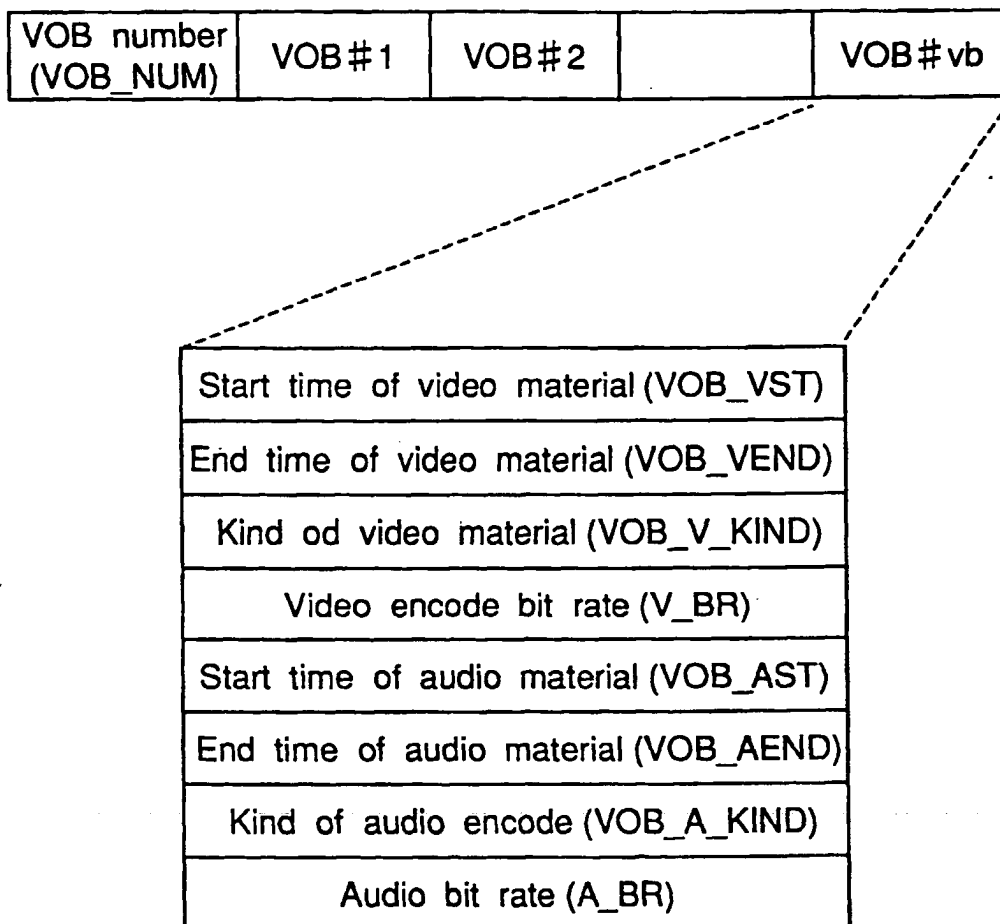 VOB number
(VOB_NUM)
VOB#1
VOB#2
VOB#vb
Start time of video material (VOB_VST)
End time of video material (VOB_VEND)
Kind od video material (VOB_V_KIND)
Video encode bit rate (V_BR)
Start time of audio material (VOB_AST)
End time of audio material (VOB_AEND)
Kind of audio encode (VOB_A_KIND)
Audio bit rate (A_BR)